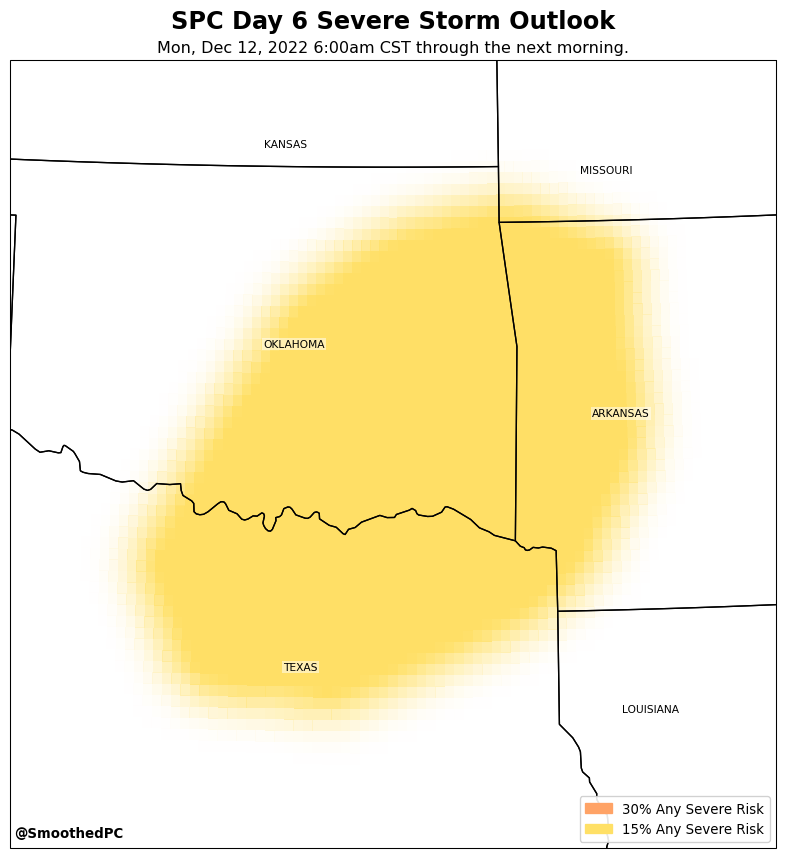 SPC Day 6 Severe Storm Outlook
Mon, Dec 12, 2022 6:00am CST through the next morning.
KANSAS
MISSOURI
OKLAHOMA
ARKANSAS
TEXAS
LOUISIANA
30% Any Severe Risk
15% Any Severe Risk
@SmoothedPC